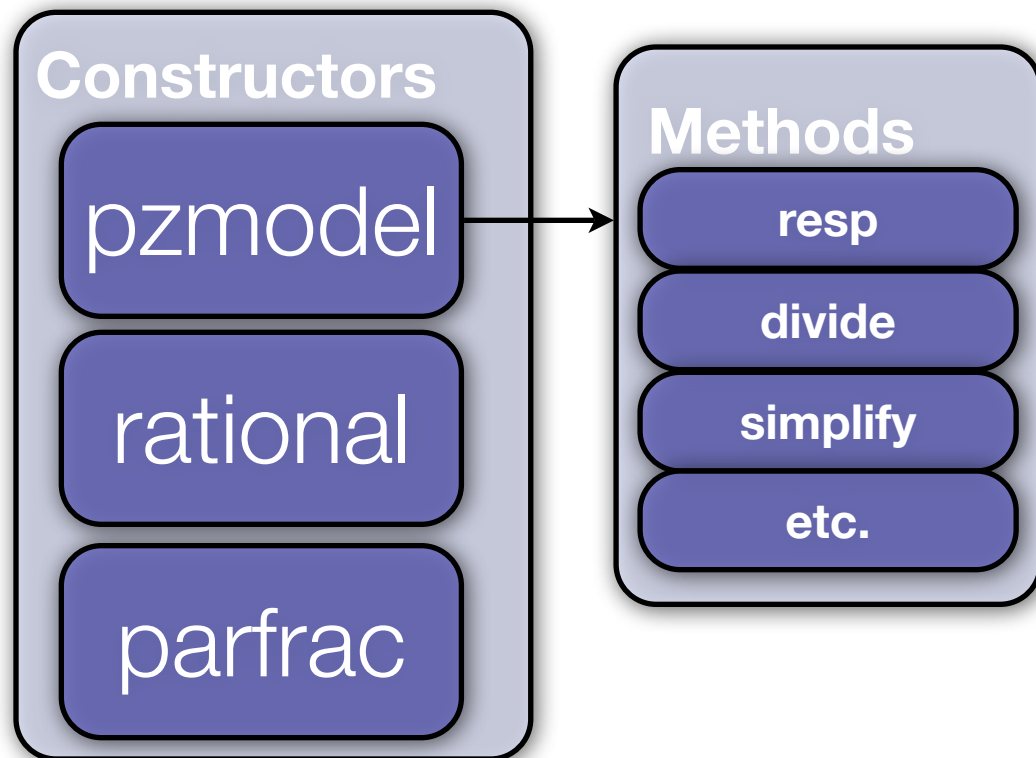 Constructors
pzmodel
rational
parfrac
Methods
resp
divide
simplify
etc.